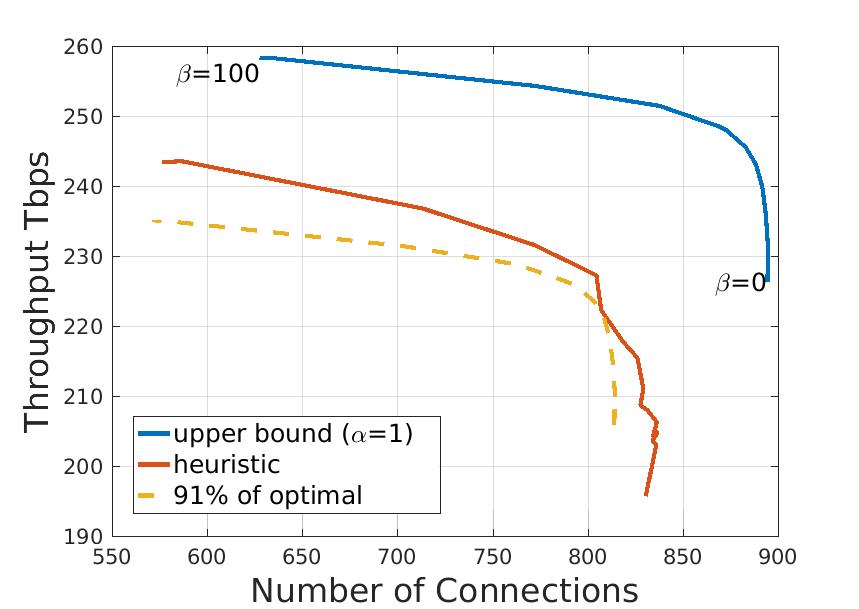 260
250
240
230
220
210
200
190
Throughput Tbps
β=100
β=0
upper bound (α=1)
heuristic
91% of optimal
550 600 650 700 750 800 850 900
Number of Connections